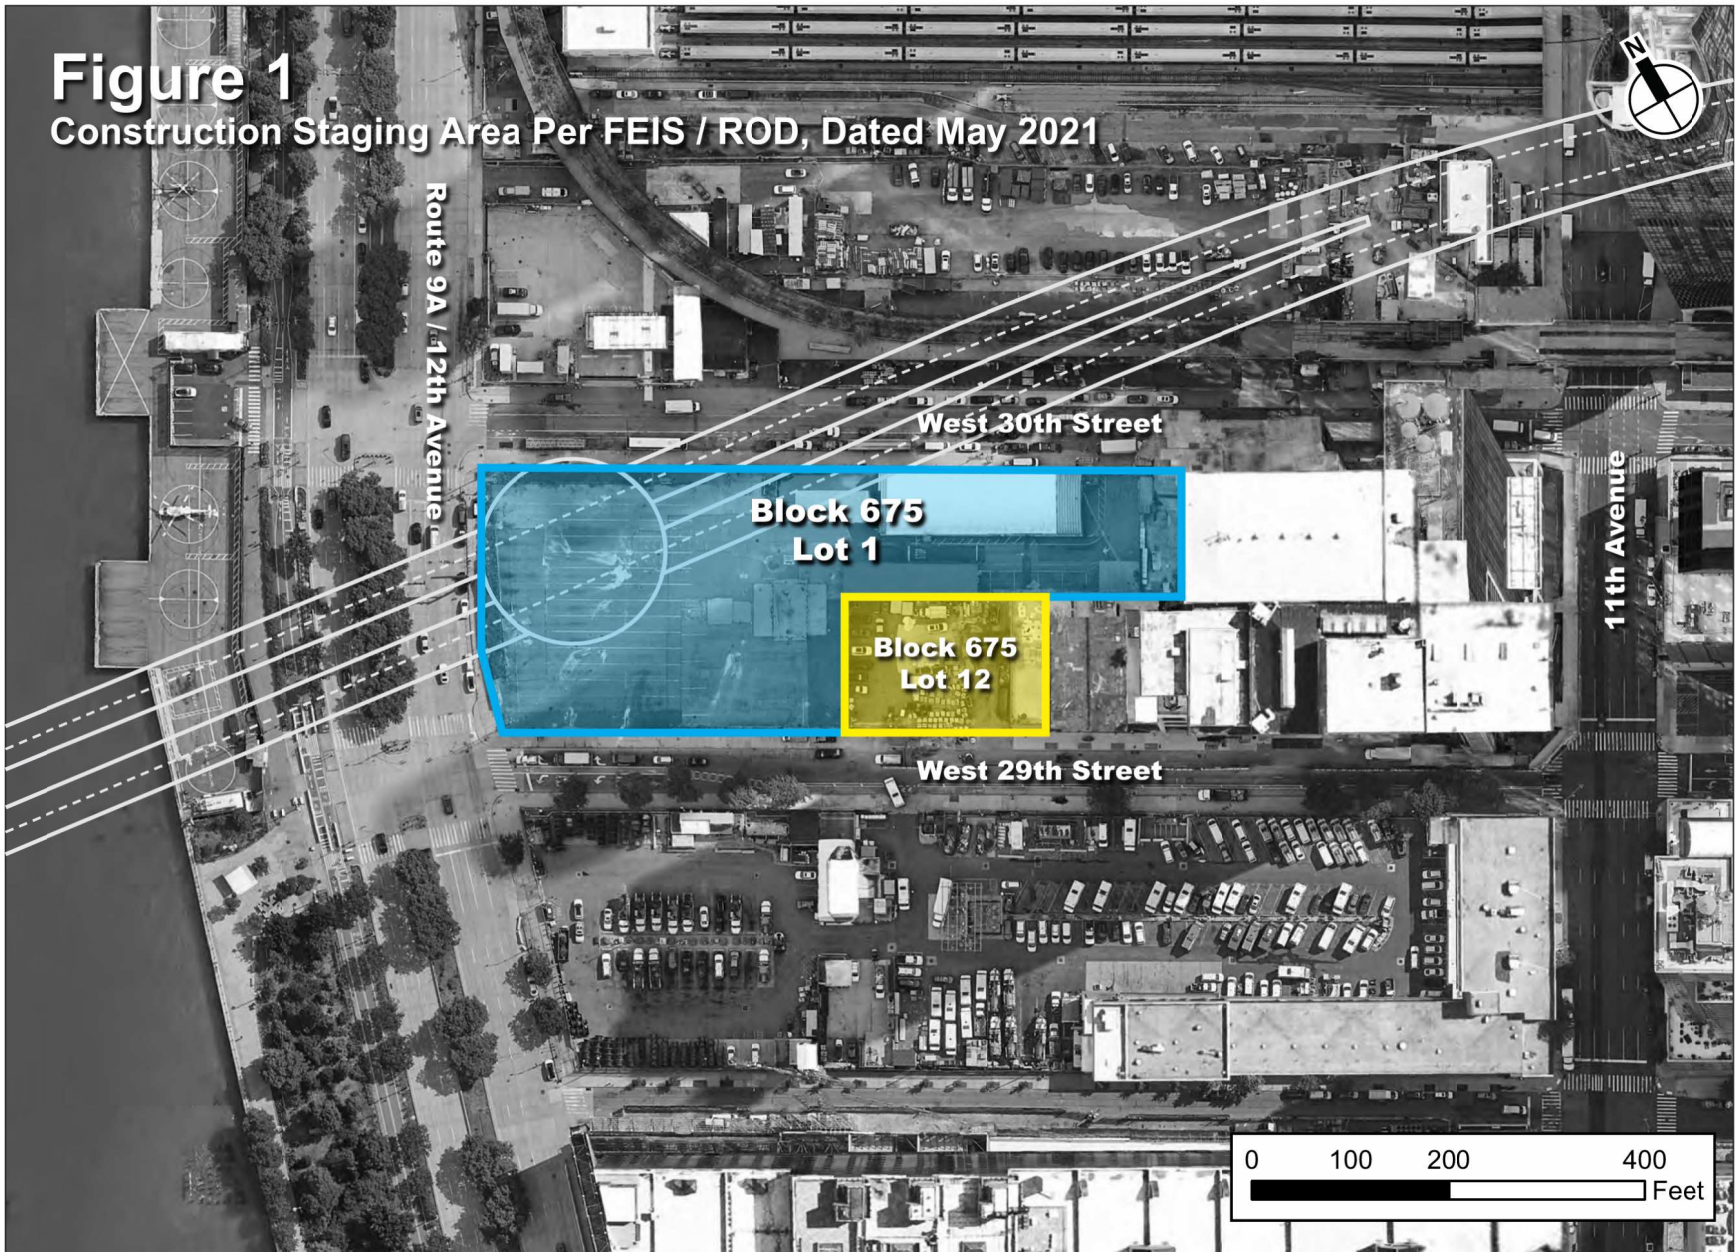 Figure 1
Construction Staging Area Per FEIS / ROD, Dated May 2021
N
Route 9A / 12th Avenue
West 30th Street
Block 675
Lot 1
11th Avenue
Block 675
Lot 12
West 29th Street
0 100 200 400
Feet